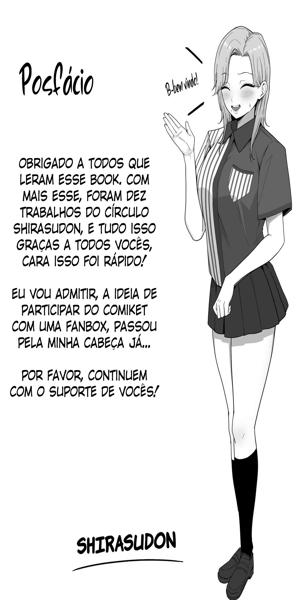 Posfácio
B-bem vindo!
OBRIGADO A TODOS QUE
LERAM ESSE BOOK. COM
MAIS ESSE, FORAM DEZ
TRABALHOS DO CÍRCULO
SHIRASUDON, E TUDO ISSO
GRAÇAS A TODOS VOCÊS,
CARA ISSO FOI RÁPIDO!
EU VOU ADMITIR, A IDEIA DE
PARTICIPAR DO COMIKET
COM UMA FANBOX, PASSOU
PELA MINHA CABEÇA JÁ...
POR FAVOR, CONTINUEM
COM O SUPORTE DE VOCÊS!
SHIRASUDON